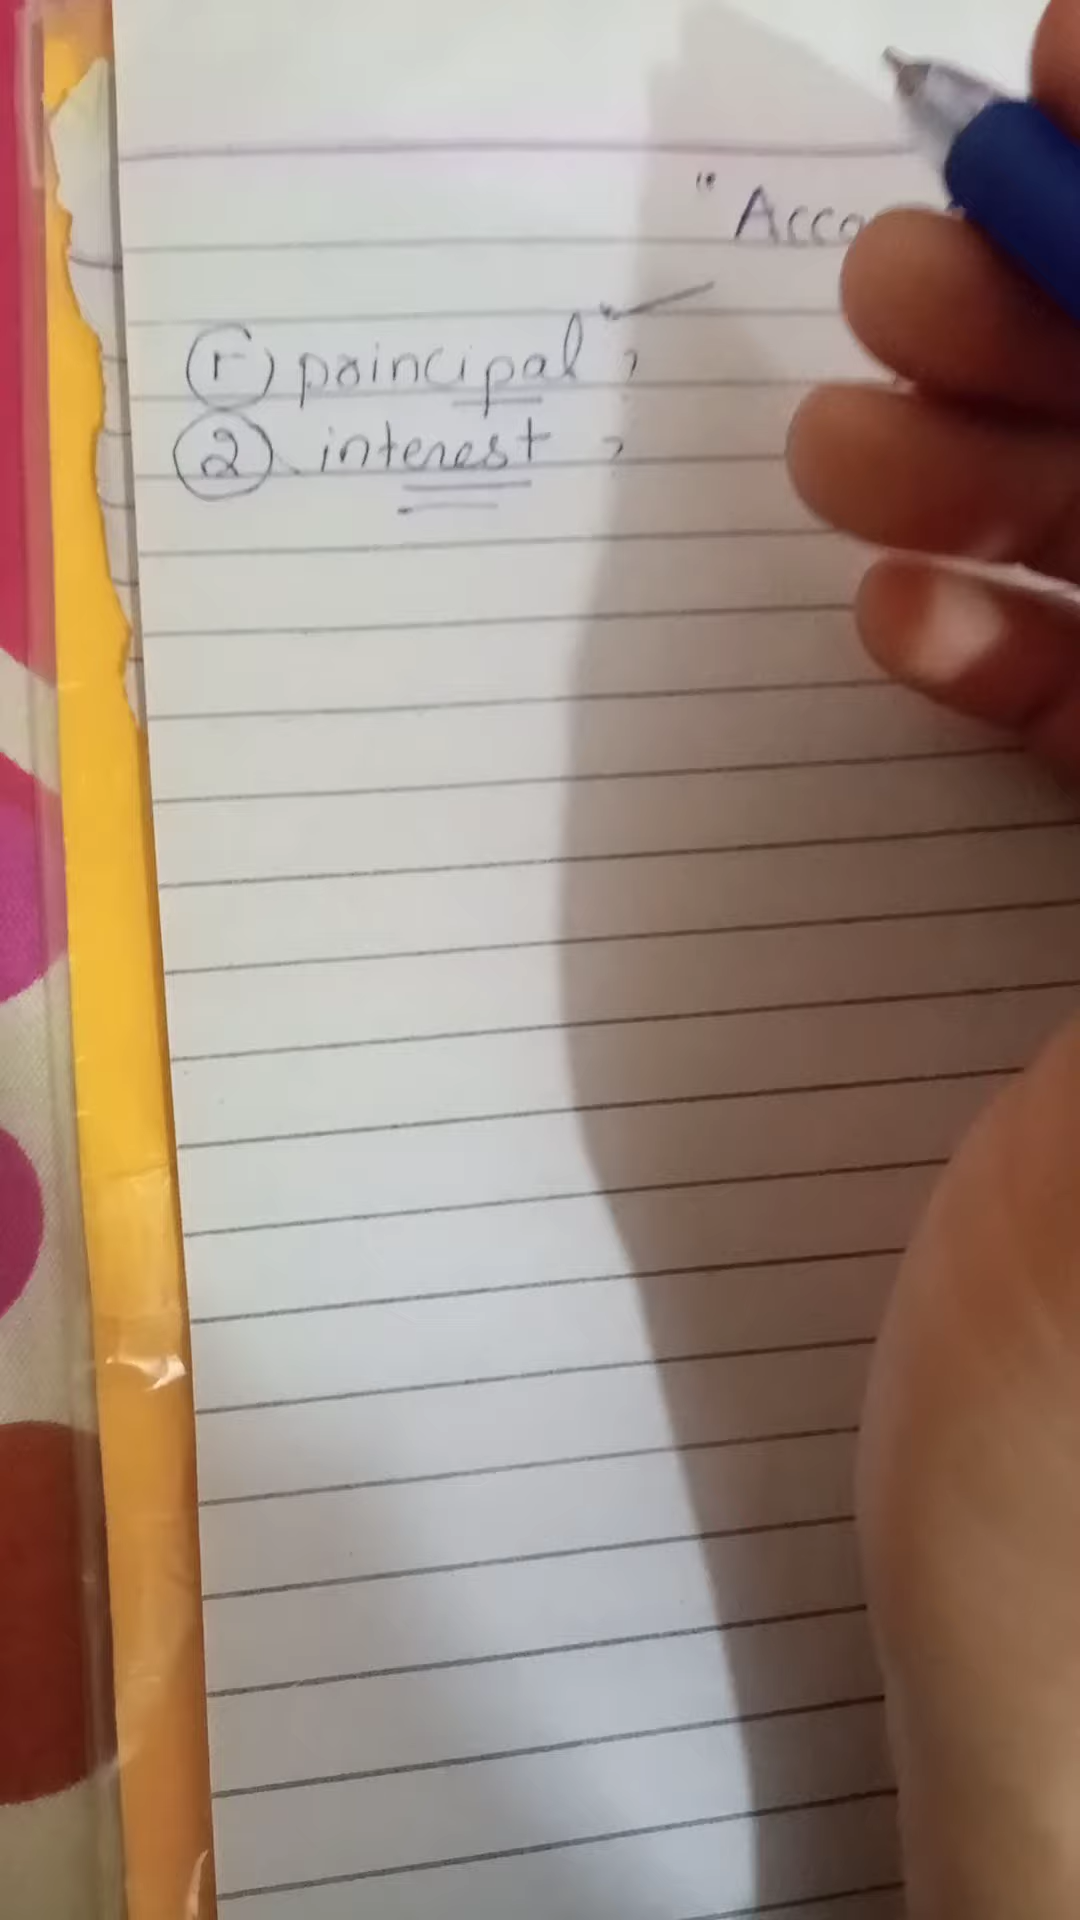 " Acco
① principal ?
② interest ?